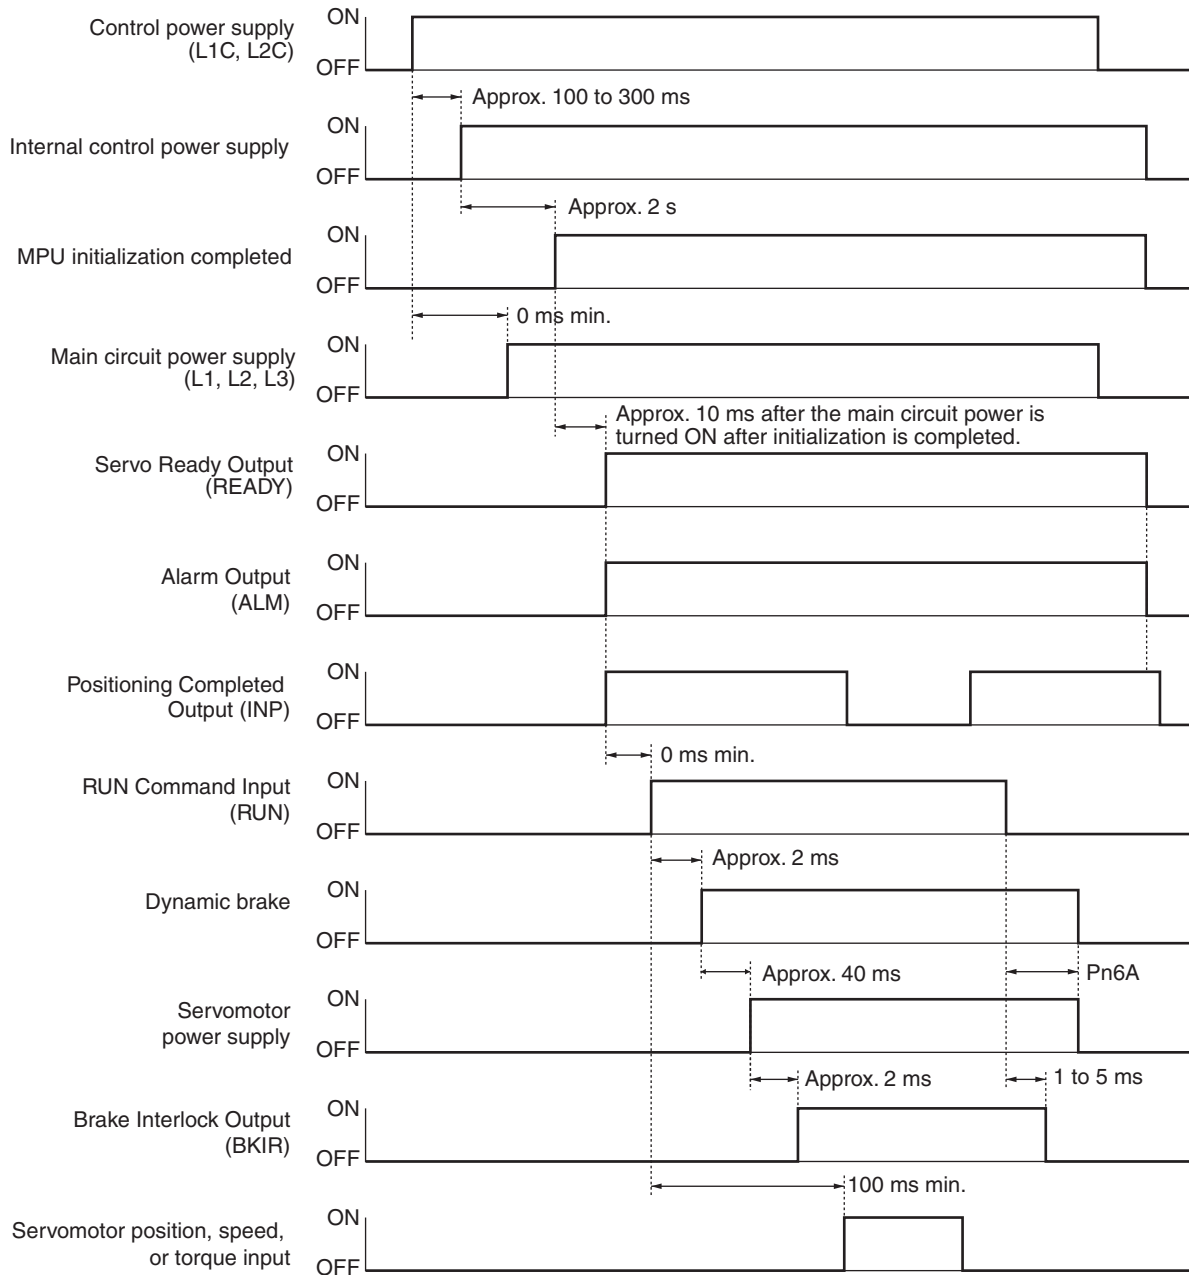 Control power supply
(L1C, L2C)
ON
OFF
Approx. 100 to 300 ms
Internal control power supply
ON
OFF
Approx. 2 s
MPU initialization completed
ON
OFF
0 ms min.
Main circuit power supply
(L1, L2, L3)
ON
OFF
Approx. 10 ms after the main circuit power is
turned ON after initialization is completed.
Servo Ready Output
(READY)
ON
OFF
Alarm Output
(ALM)
ON
OFF
Positioning Completed
Output (INP)
ON
OFF
0 ms min.
RUN Command Input
(RUN)
ON
OFF
Approx. 2 ms
Dynamic brake
ON
OFF
Approx. 40 ms
Pn6A
Servomotor
power supply
ON
OFF
Approx. 2 ms
1 to 5 ms
Brake Interlock Output
(BKIR)
ON
OFF
100 ms min.
Servomotor position, speed,
or torque input
ON
OFF